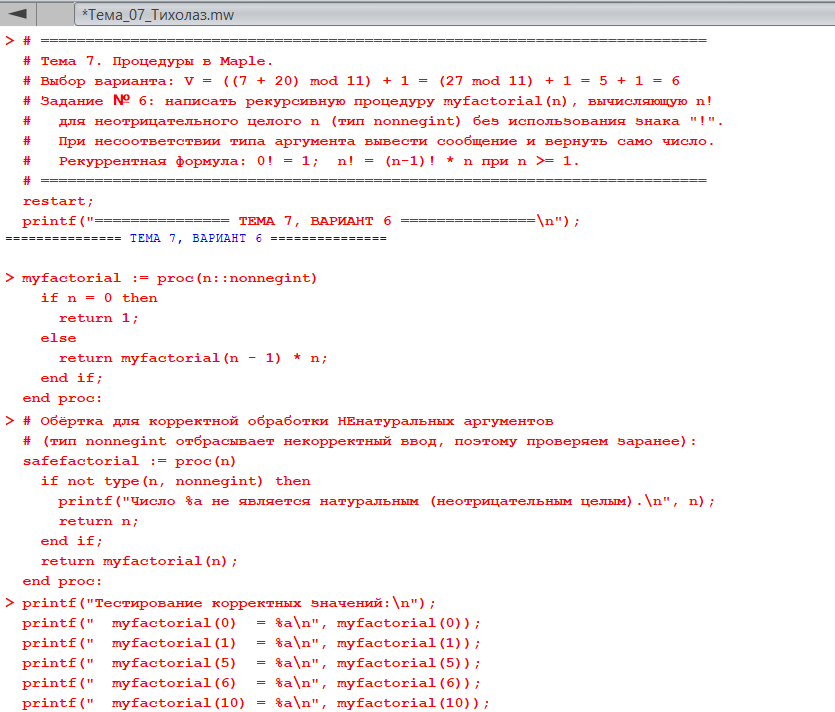 *Тема_07_Тихолаз.mw
> # ==========================================================================
# Тема 7. Процедуры в Maple.
# Выбор варианта: V = ((7 + 20) mod 11) + 1 = (27 mod 11) + 1 = 5 + 1 = 6
# Задание № 6: написать рекурсивную процедуру myfactorial(n), вычисляющую n!
#   для неотрицательного целого n (тип nonnegint) без использования знака "!".
#   При несоответствии типа аргумента вывести сообщение и вернуть само число.
#   Рекуррентная формула: 0! = 1;  n! = (n-1)! * n при n >= 1.
# ==========================================================================
restart;
printf("=============== ТЕМА 7, ВАРИАНТ 6 ===============\n");
=============== ТЕМА 7, ВАРИАНТ 6 ===============
> myfactorial := proc(n::nonnegint)
if n = 0 then
return 1;
else
return myfactorial(n - 1) * n;
end if;
end proc:
> # Обёртка для корректной обработки НЕнатуральных аргументов
# (тип nonnegint отбрасывает некорректный ввод, поэтому проверяем заранее):
safefactorial := proc(n)
if not type(n, nonnegint) then
printf("Число %a не является натуральным (неотрицательным целым).\n", n);
return n;
end if;
return myfactorial(n);
end proc:
> printf("Тестирование корректных значений:\n");
printf("  myfactorial(0)  = %a\n", myfactorial(0));
printf("  myfactorial(1)  = %a\n", myfactorial(1));
printf("  myfactorial(5)  = %a\n", myfactorial(5));
printf("  myfactorial(6)  = %a\n", myfactorial(6));
printf("  myfactorial(10) = %a\n", myfactorial(10));